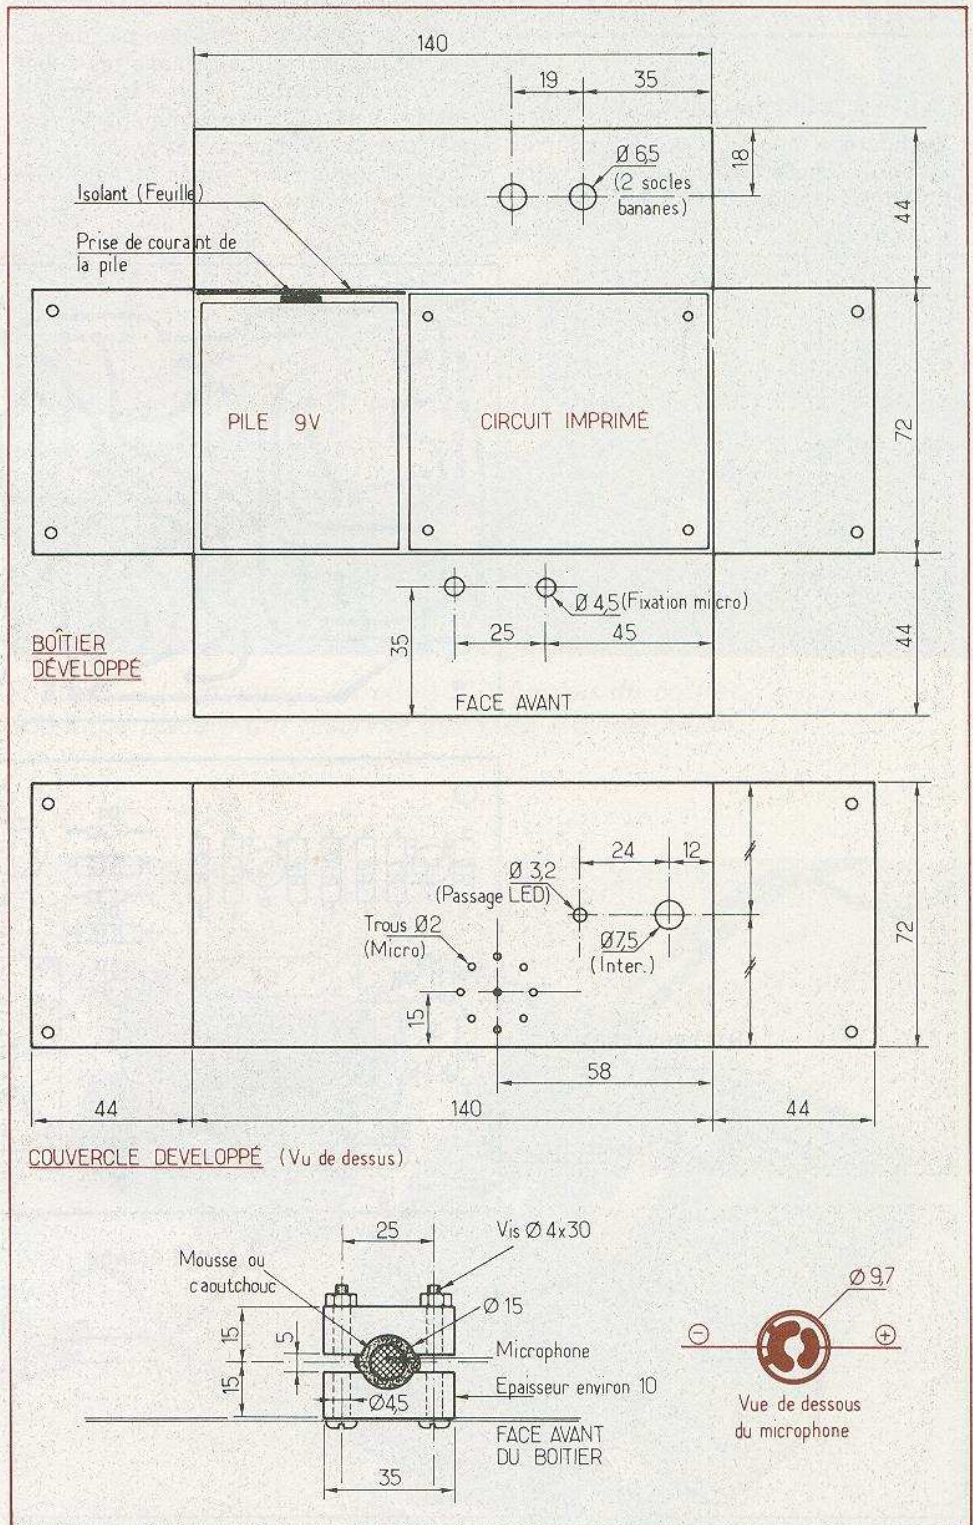 140
19
35
Ø 6,5
(2 socles
bananes)
18
44
Isolant (Feuille)
Prise de courant de
la pile
PILE 9V
CIRCUIT IMPRIMÉ
72
Ø 4,5 (Fixation micro)
25
45
35
44
BOÎTIER
DÉVELOPPÉ
FACE AVANT
24
12
Ø 3,2
(Passage LED)
Trous Ø2
(Micro)
Ø7,5
(Inter.)
72
15
58
44
140
44
COUVERCLE DEVELOPPÉ (Vu de dessus)
25
Vis Ø 4x30
Mousse ou
caoutchouc
Ø 15
15
5
Microphone
15
Ø4,5
Epaisseur environ 10
FACE AVANT
DU BOITIER
35
Ø 9,7
⊖
⊕
Vue de dessous
du microphone